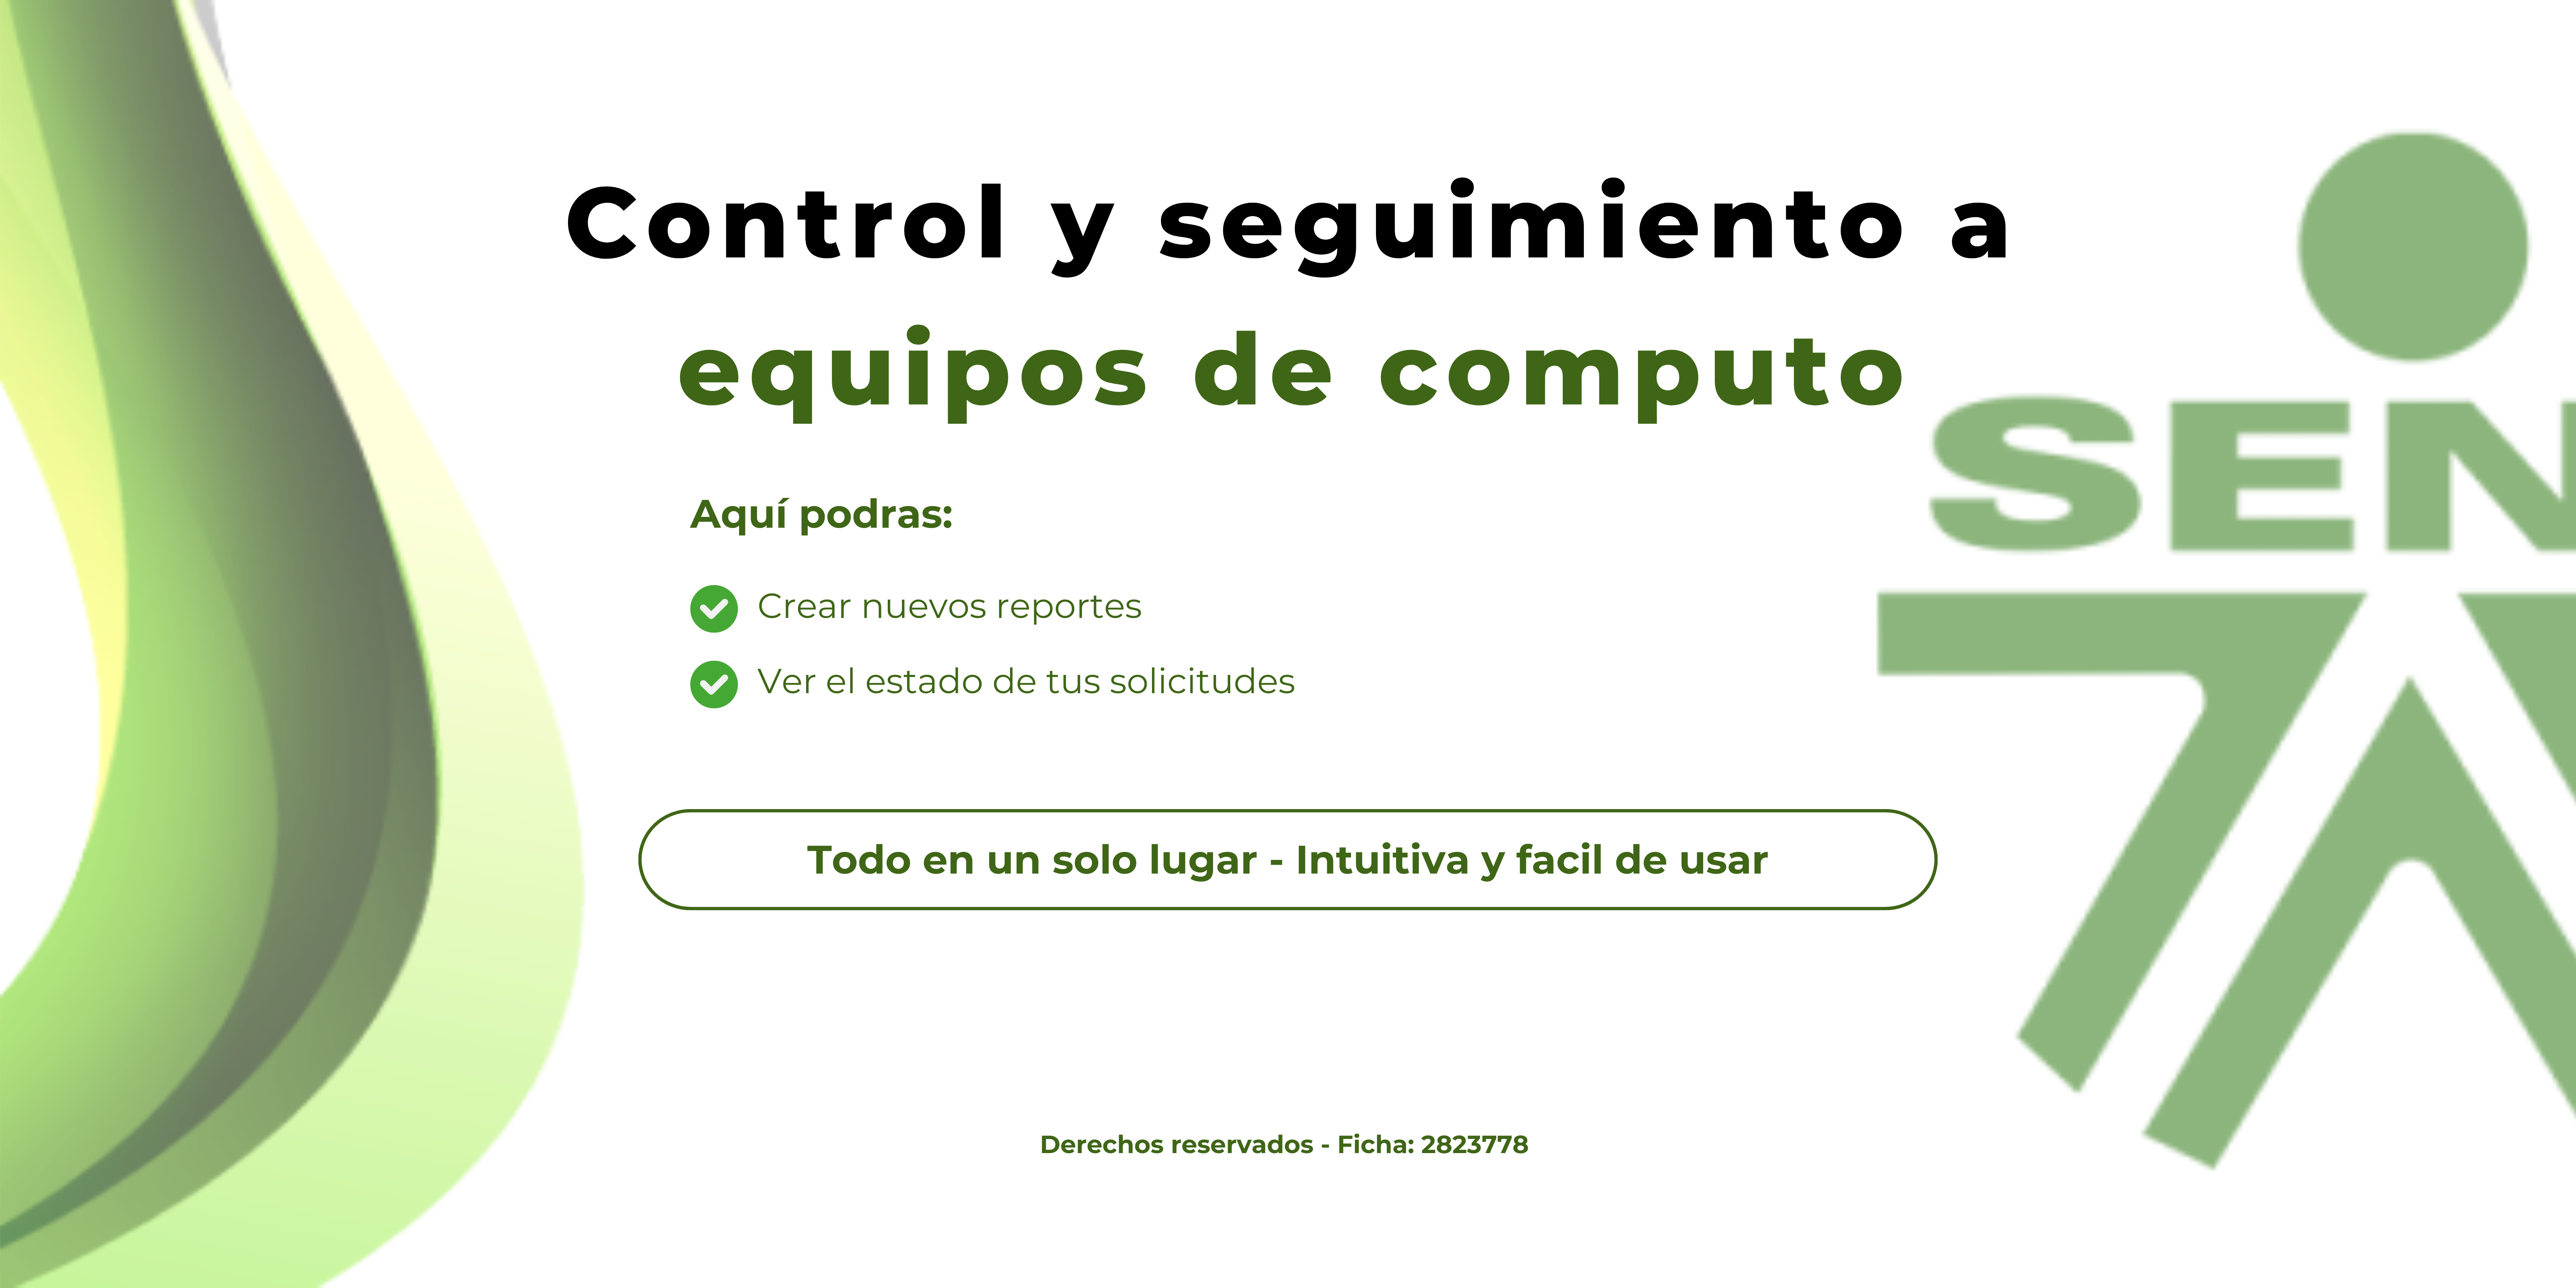 Control y seguimiento a
equipos de computo
SEN
Aquí podras:
Crear nuevos reportes
Ver el estado de tus solicitudes
Todo en un solo lugar - Intuitiva y facil de usar
Derechos reservados - Ficha: 2823778